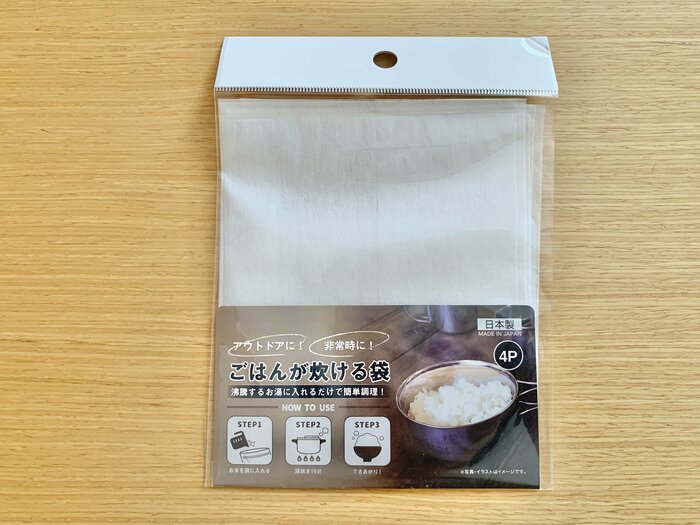 日本製
MADE IN JAPAN
アウトドアに！ 非常時に！
4P
ごはんが炊ける袋
沸騰するお湯に入れるだけで簡単調理！
HOW TO USE
STEP1 STEP2 STEP3
お米を袋に入れる 湯炊き15分 できあがり！
※写真・イラストはイメージです。